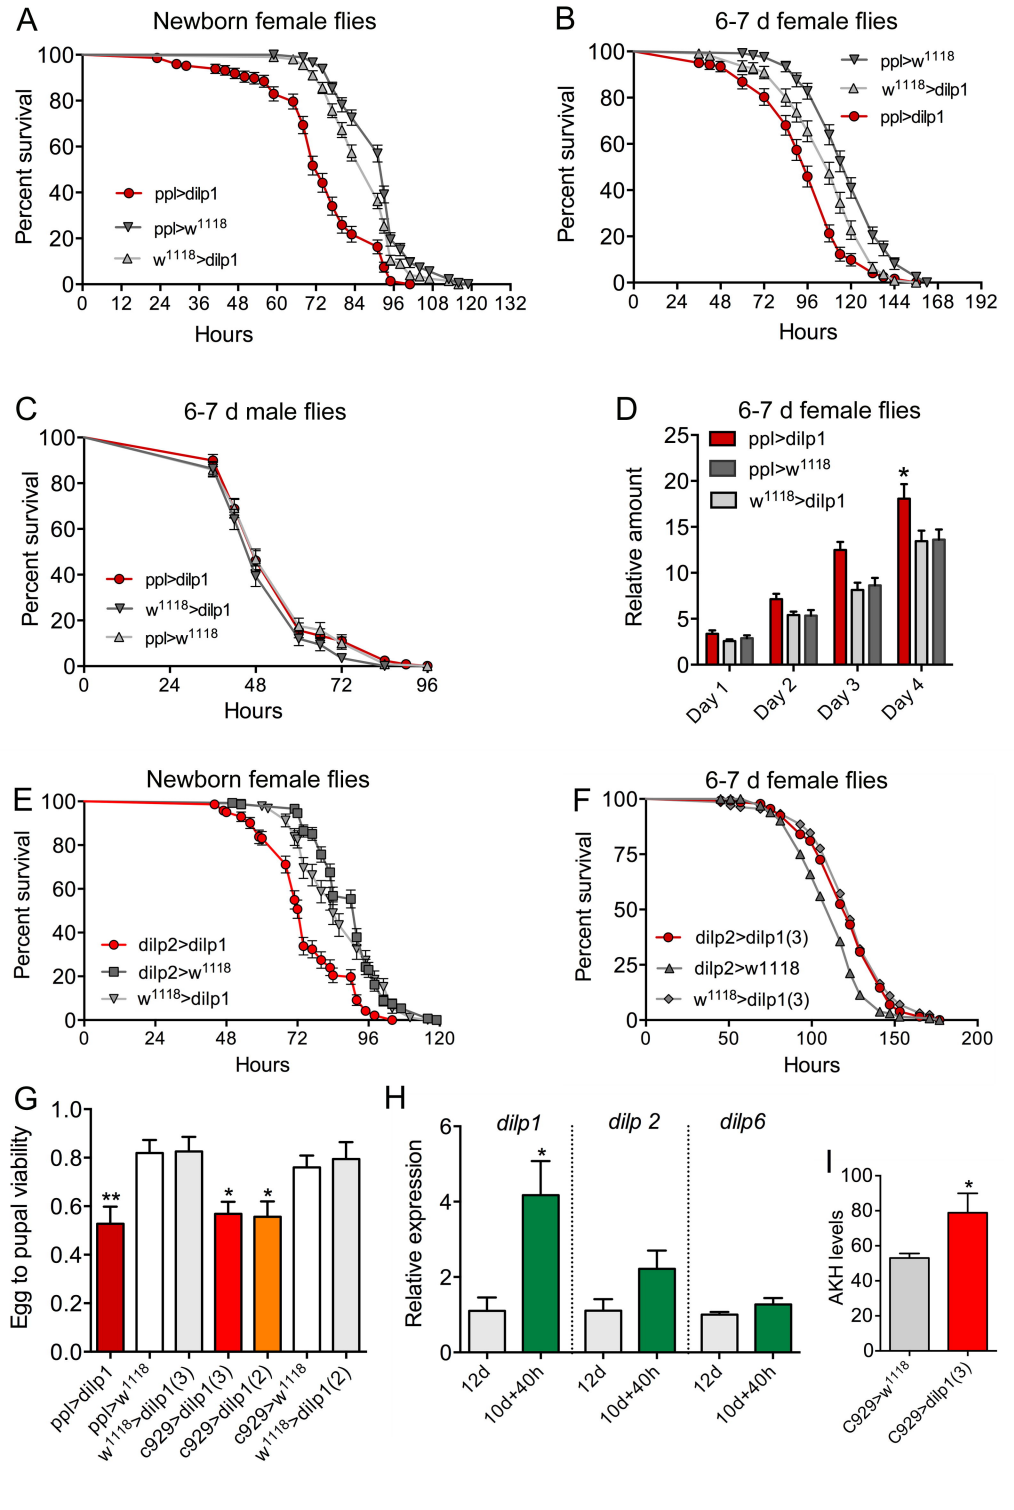 A
Newborn female flies
Percent survival
100
80
60
40
20
0
ppl>dilp1
ppl>w1118
w1118>dilp1
0 12 24 36 48 60 72 84 96 108 120 132
Hours
B
6-7 d female flies
Percent survival
100
80
60
40
20
0
ppl>w1118
w1118>dilp1
ppl>dilp1
0 24 48 72 96 120 144 168 192
Hours
C
6-7 d male flies
Percent survival
100
80
60
40
20
0
ppl>dilp1
w1118>dilp1
ppl>w1118
0 24 48 72 96
Hours
D
6-7 d female flies
Relative amount
25
20
15
10
5
0
ppl>dilp1
ppl>w1118
w1118>dilp1
*
Day 1 Day 2 Day 3 Day 4
E
Newborn female flies
Percent survival
100
80
60
40
20
0
dilp2>dilp1
dilp2>w1118
w1118>dilp1
0 24 48 72 96 120
Hours
F
6-7 d female flies
Percent survival
100
75
50
25
0
dilp2>dilp1(3)
dilp2>w1118
w1118>dilp1(3)
0 50 100 150 200
Hours
G
Egg to pupal viability
1.0
0.8
0.6
0.4
0.2
0.0
** * *
ppl>dilp1 ppl>w1118 w1118>dilp1(3) c929>dilp1(3) c929>dilp1(2) c929>w1118 w1118>dilp1(2)
H
Relative expression
6
4
2
0
dilp1 dilp 2 dilp6
*
12d 10d+40h 12d 10d+40h 12d 10d+40h
I
AKH levels
100
80
60
40
20
0
*
C929>w1118 C929>dilp1(3)